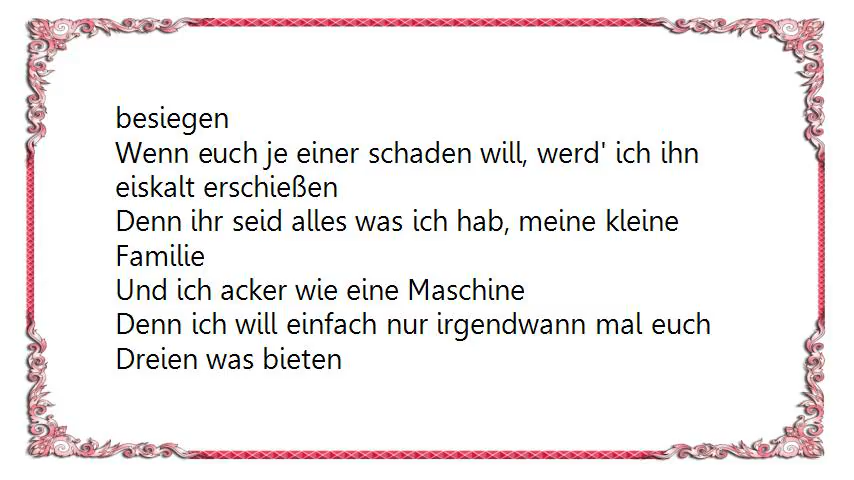 besiegen
Wenn euch je einer schaden will, werd' ich ihn
eiskalt erschießen
Denn ihr seid alles was ich hab, meine kleine
Familie
Und ich acker wie eine Maschine
Denn ich will einfach nur irgendwann mal euch
Dreien was bieten